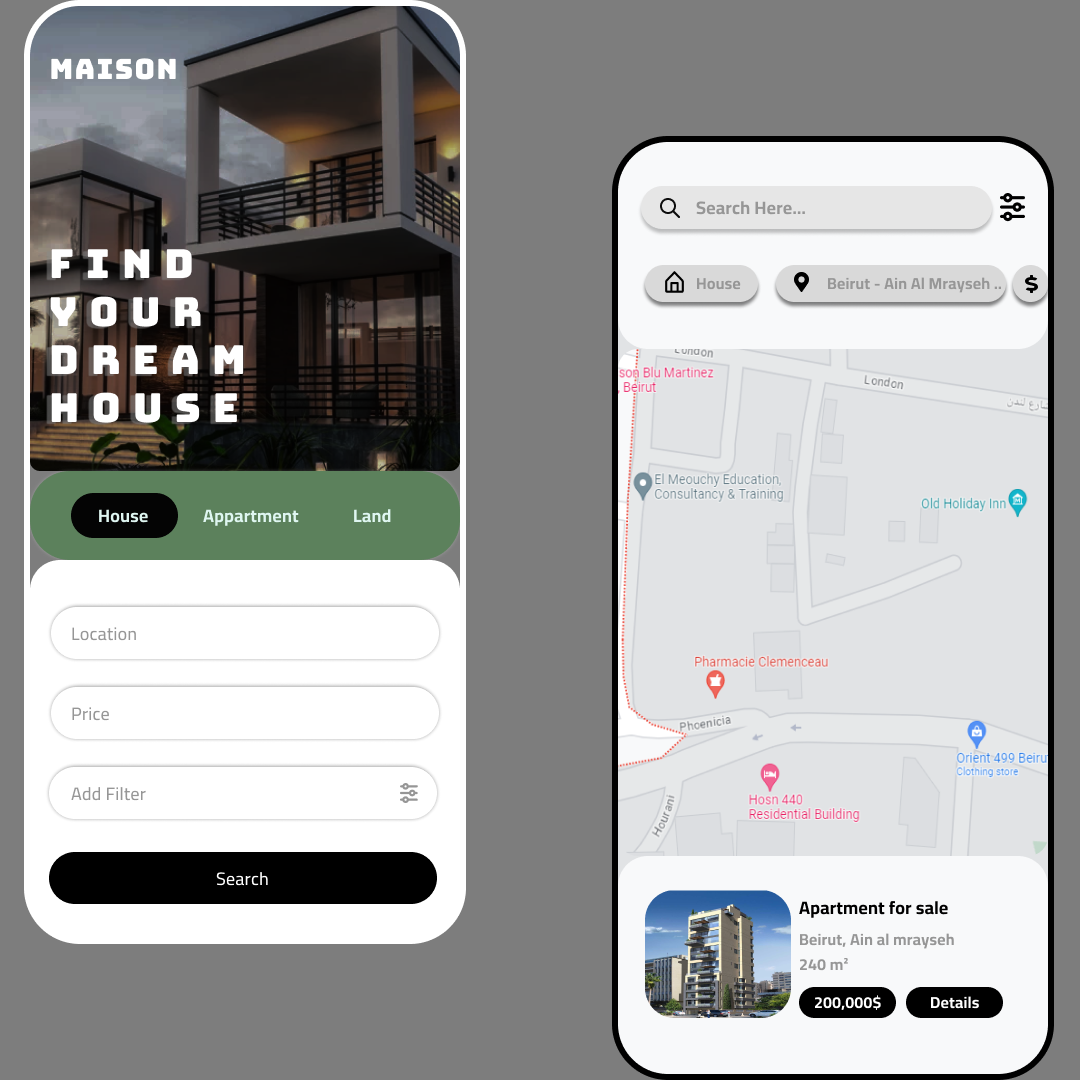 MAISON
FIND
YOUR
DREAM
HOUSE
House Appartment Land
Location
Price
Add Filter
Search
Search Here...
House Beirut - Ain Al Mrayseh .. $
London
son Blu Martinez
, Beirut
London
شارع لندن
El Meouchy Education,
Consultancy & Training
Old Holiday Inn
Pharmacie Clemenceau
Phoenicia
Orient 499 Beiru
Clothing store
Hosn 440
Residential Building
Hourani
Apartment for sale
Beirut, Ain al mrayseh
240 m²
200,000$ Details